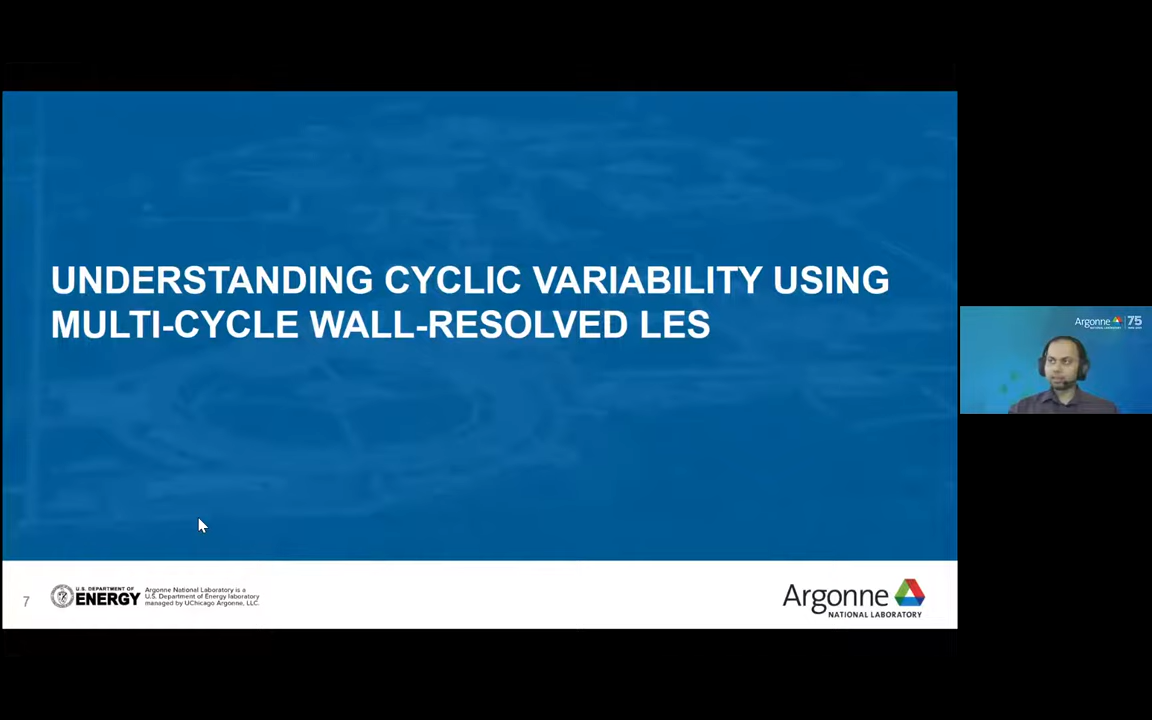 UNDERSTANDING CYCLIC VARIABILITY USING
MULTI-CYCLE WALL-RESOLVED LES
Argonne
75
7
U.S. DEPARTMENT OF
ENERGY
Argonne National Laboratory is a
U.S. Department of Energy laboratory
managed by UChicago Argonne, LLC.
Argonne
NATIONAL LABORATORY